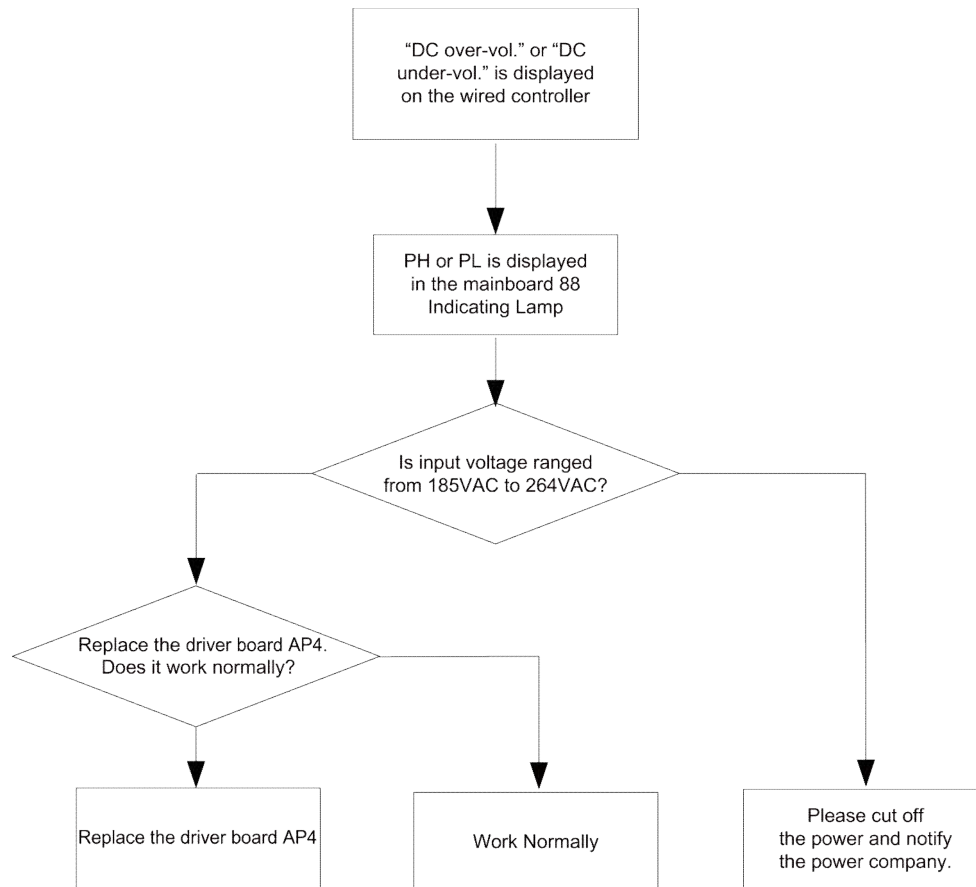 “DC over-vol.” or “DC
under-vol.” is displayed
on the wired controller
PH or PL is displayed
in the mainboard 88
Indicating Lamp
Is input voltage ranged
from 185VAC to 264VAC?
Replace the driver board AP4.
Does it work normally?
Replace the driver board AP4
Work Normally
Please cut off
the power and notify
the power company.